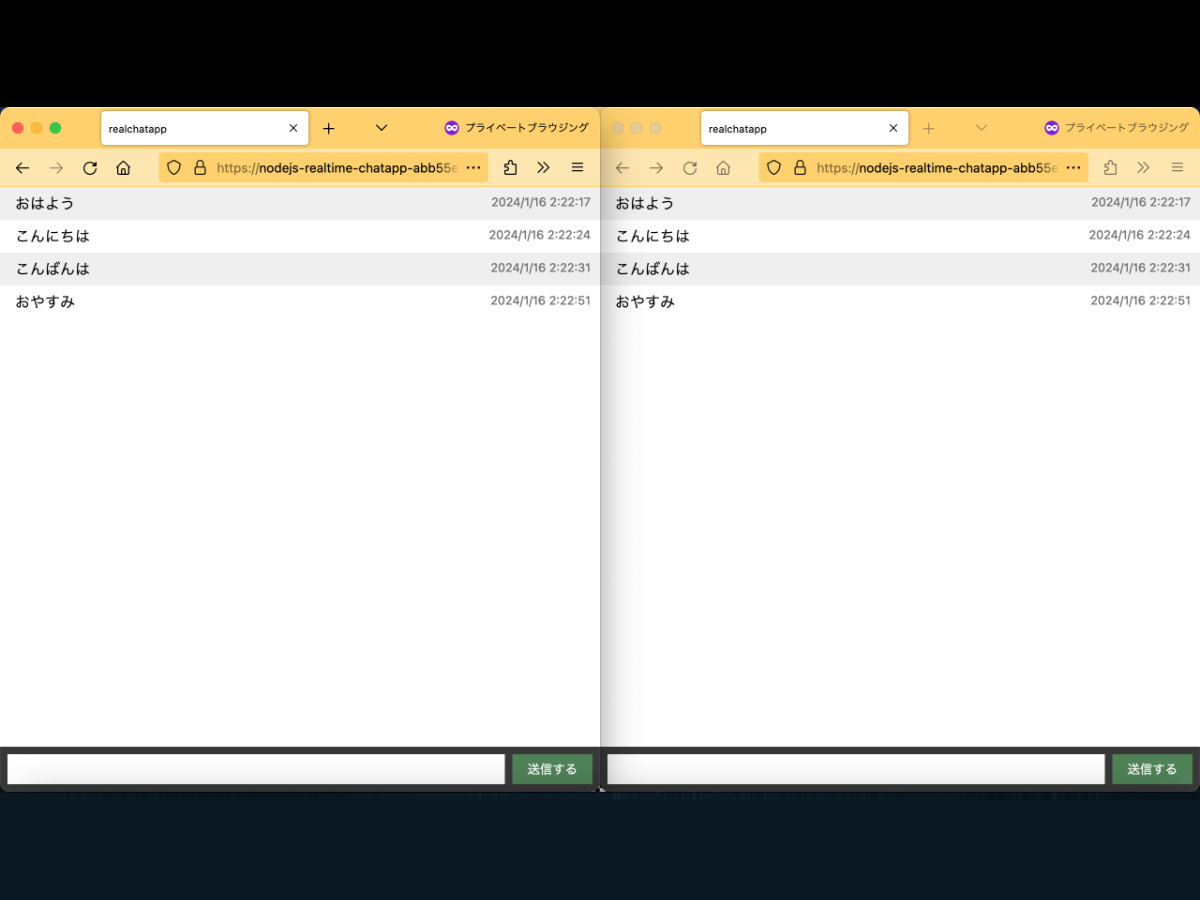 realchatapp
プライベートブラウジング
https://nodejs-realtime-chatapp-abb55e
おはよう 2024/1/16 2:22:17
こんにちは 2024/1/16 2:22:24
こんばんは 2024/1/16 2:22:31
おやすみ 2024/1/16 2:22:51
送信する
realchatapp
プライベートブラウジング
https://nodejs-realtime-chatapp-abb55e
おはよう 2024/1/16 2:22:17
こんにちは 2024/1/16 2:22:24
こんばんは 2024/1/16 2:22:31
おやすみ 2024/1/16 2:22:51
送信する